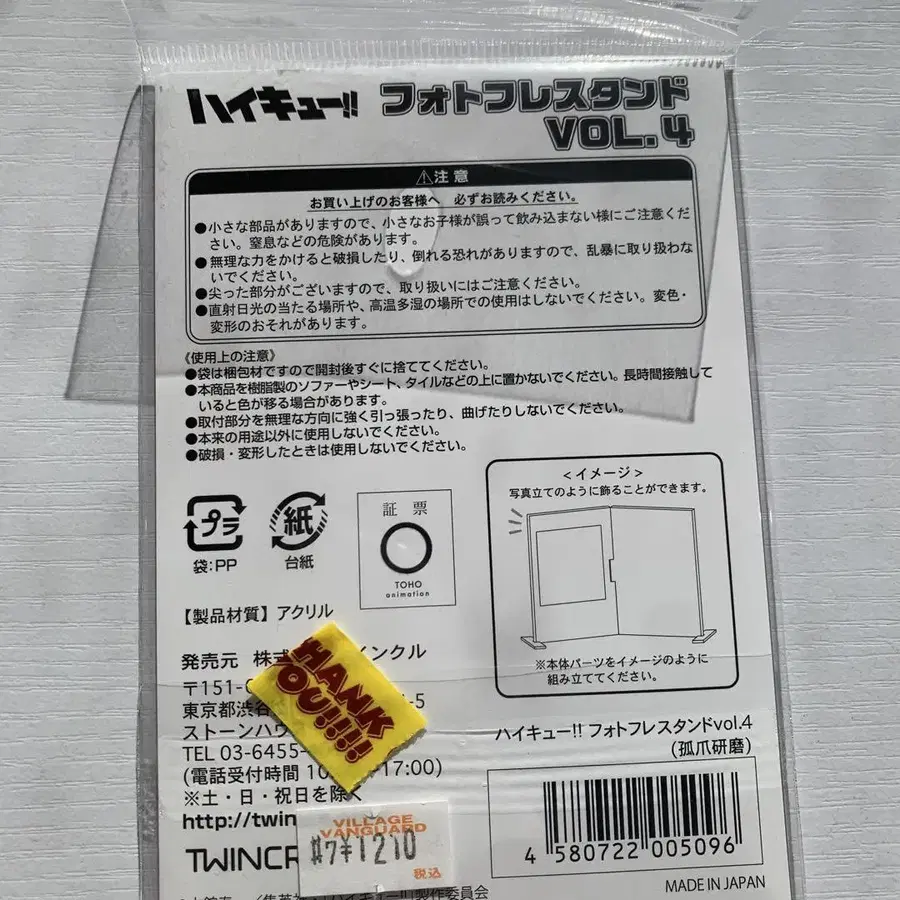 ハイキュー!! フォトフレスタンド
VOL.4
⚠注意
お買い上げのお客様へ 必ずお読みください。
●小さな部品がありますので、小さなお子様が誤って飲み込まない様にご注意くだ
さい。窒息などの危険があります。
●無理な力をかけると破損したり、倒れる恐れがありますので、乱暴に取り扱わな
いでください。
●尖った部分がございますので、取り扱いにはご注意ください。
●直射日光の当たる場所や、高温多湿の場所での使用はしないでください。変色・
変形のおそれがあります。
《使用上の注意》
●袋は梱包材ですので開封後すぐに捨ててください。
●本商品を樹脂製のソファーやシート、タイルなどの上に置かないでください。長時間接触して
いると色が移る場合があります。
●取付部分を無理な方向に強く引っ張ったり、曲げたりしないでください。
●本来の用途以外に使用しないでください。
●破損・変形したときは使用しないでください。
プラ
袋:PP
紙
台紙
証 票
TOHO
animation
<イメージ>
写真立てのように飾ることができます。
※本体パーツをイメージのように
組み立ててください。
【製品材質】アクリル
発売元 株 インクル
〒151-
東京都渋谷 -5
ストーンハウ
TEL 03-6455-
(電話受付時間 10 17:00)
※土・日・祝日を除く
http://twin
TWINCR
THANK
YOU!!!!!
VILLAGE
VANGUARD
#7¥1210
税込
ハイキュー!! フォトフレスタンドvol.4
(孤爪研磨)
4 580722 005096
MADE IN JAPAN
/集英社・「ハイキュー!!」製作委員会